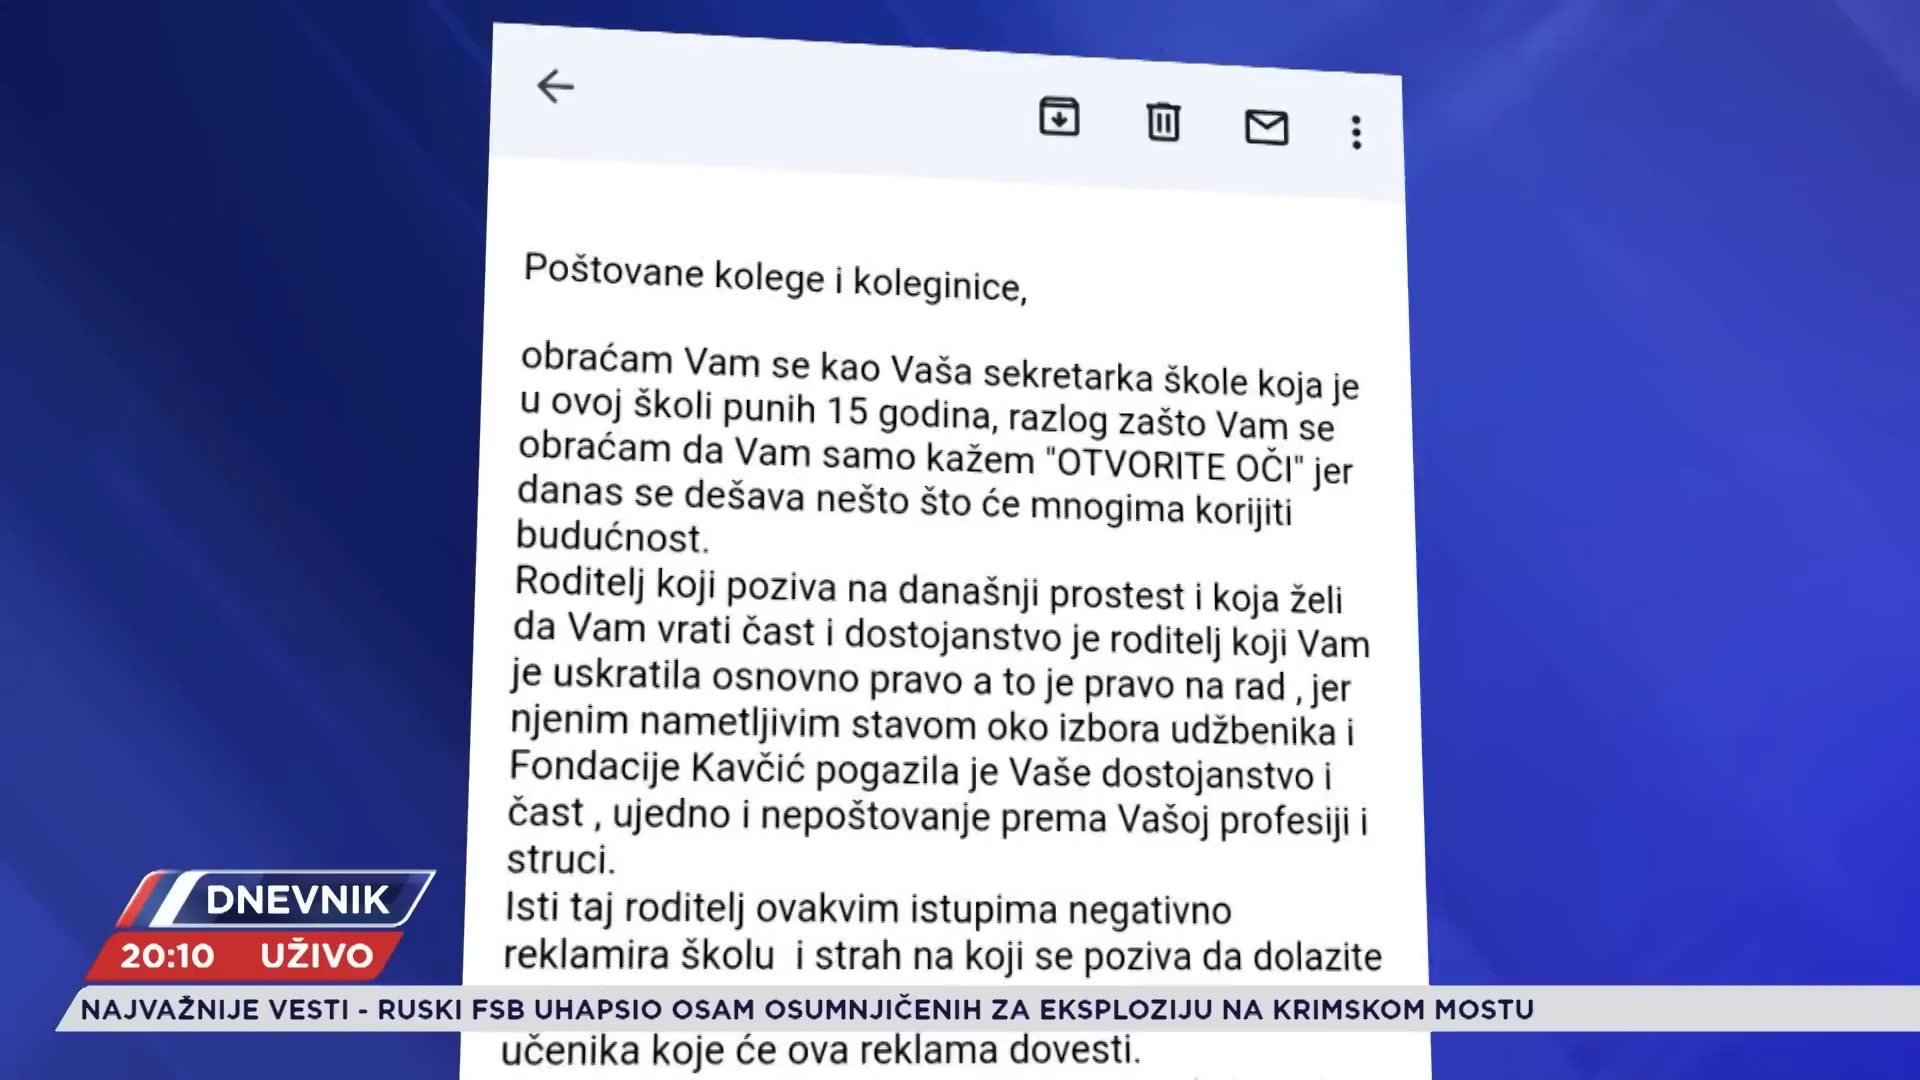 Poštovane kolege i koleginice,
obraćam Vam se kao Vaša sekretarka škole koja je
u ovoj školi punih 15 godina, razlog zašto Vam se
obraćam da Vam samo kažem "OTVORITE OČI" jer
danas se dešava nešto što će mnogima korijiti
budućnost.
Roditelj koji poziva na današnji prostest i koja želi
da Vam vrati čast i dostojanstvo je roditelj koji Vam
je uskratila osnovno pravo a to je pravo na rad , jer
njenim nametljivim stavom oko izbora udžbenika i
Fondacije Kavčić pogazila je Vaše dostojanstvo i
čast , ujedno i nepoštovanje prema Vašoj profesiji i
struci.
Isti taj roditelj ovakvim istupima negativno
reklamira školu  i strah na koji se poziva da dolazite
učenika koje će ova reklama dovesti.
DNEVNIK
20:10 UŽIVO
NAJVAŽNIJE VESTI - RUSKI FSB UHAPSIO OSAM OSUMNJIČENIH ZA EKSPLOZIJU NA KRIMSKOM MOSTU